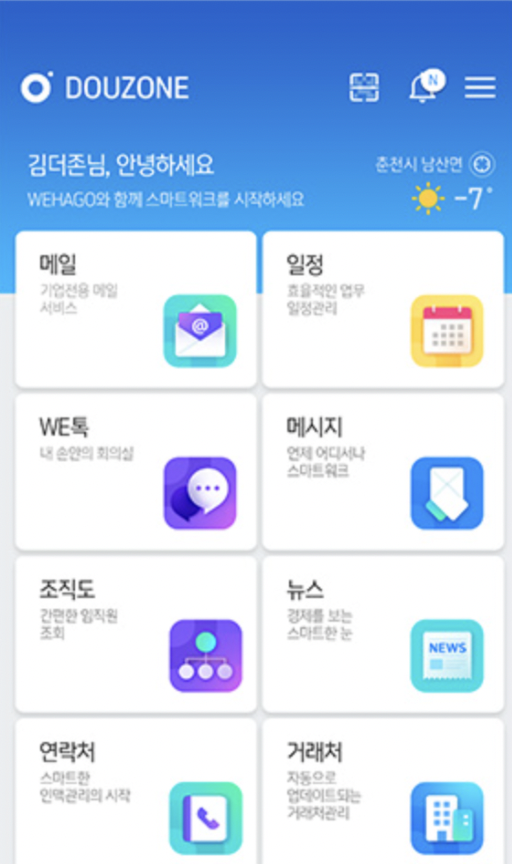 DOUZONE
N
김더존님, 안녕하세요
춘천시 남산면
WEHAGO와 함께 스마트워크를 시작하세요
-7°
메일
기업전용 메일
서비스
@
일정
효율적인 업무
일정관리
WE톡
내 손안의 회의실
메시지
언제 어디서나
스마트워크
조직도
간편한 임직원
조회
뉴스
경제를 보는
스마트한 눈
NEWS
연락처
스마트한
인맥관리의 시작
거래처
자동으로
업데이트되는
거래처관리